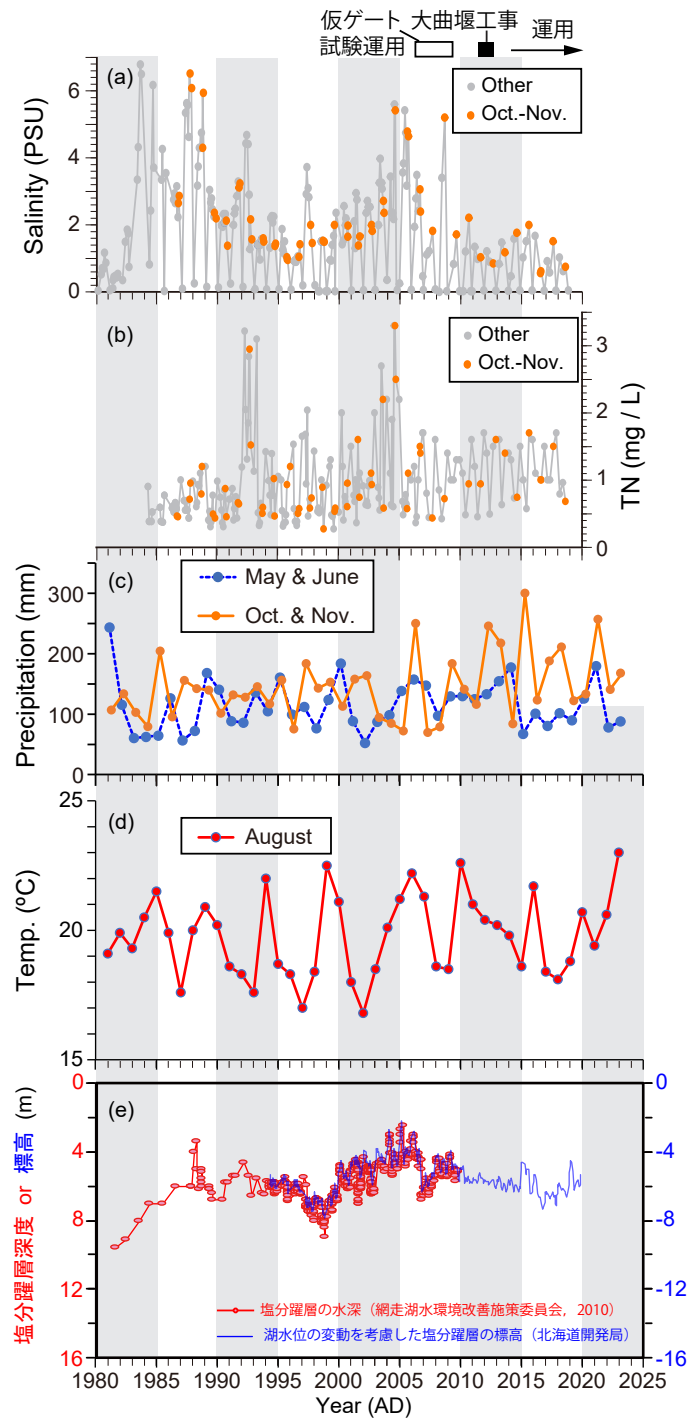 仮ゲート 大曲堰工事
試験運用
運用
(a)
Other
Oct.-Nov.
Salinity (PSU)
6
4
2
0
(b)
Other
Oct.-Nov.
TN (mg / L)
3
2
1
0
(c)
May & June
Oct. & Nov.
Precipitation (mm)
300
200
100
0
(d)
August
Temp. (ºC)
25
20
15
(e)
塩分躍層深度 or 標高 (m)
0
4
8
12
16
0
-4
-8
-12
-16
塩分躍層の水深（網走湖水環境改善施策委員会，2010）
湖水位の変動を考慮した塩分躍層の標高（北海道開発局）
1980 1985 1990 1995 2000 2005 2010 2015 2020 2025
Year (AD)